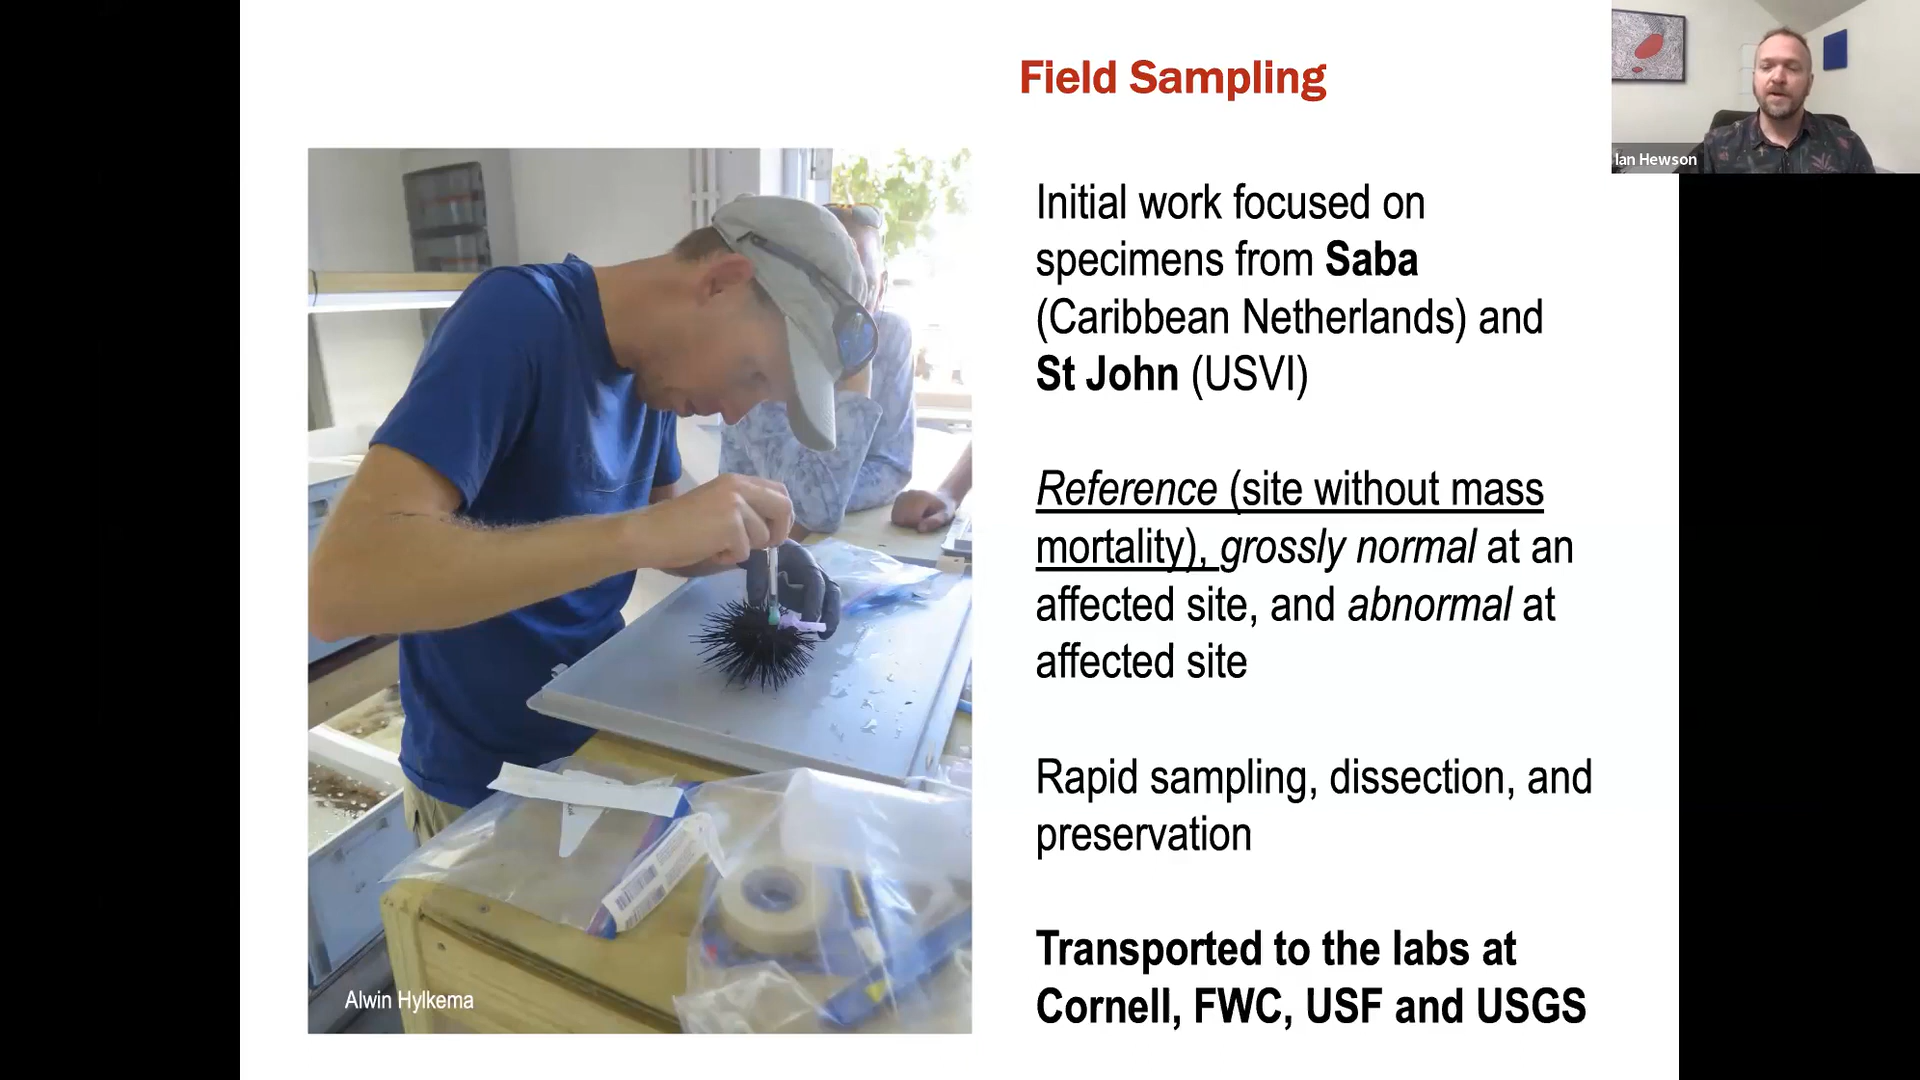 Field Sampling
Ian Hewson
Initial work focused on
specimens from Saba
(Caribbean Netherlands) and
St John (USVI)
Reference (site without mass
mortality), grossly normal at an
affected site, and abnormal at
affected site
Rapid sampling, dissection, and
preservation
Transported to the labs at
Cornell, FWC, USF and USGS
Alwin Hylkema